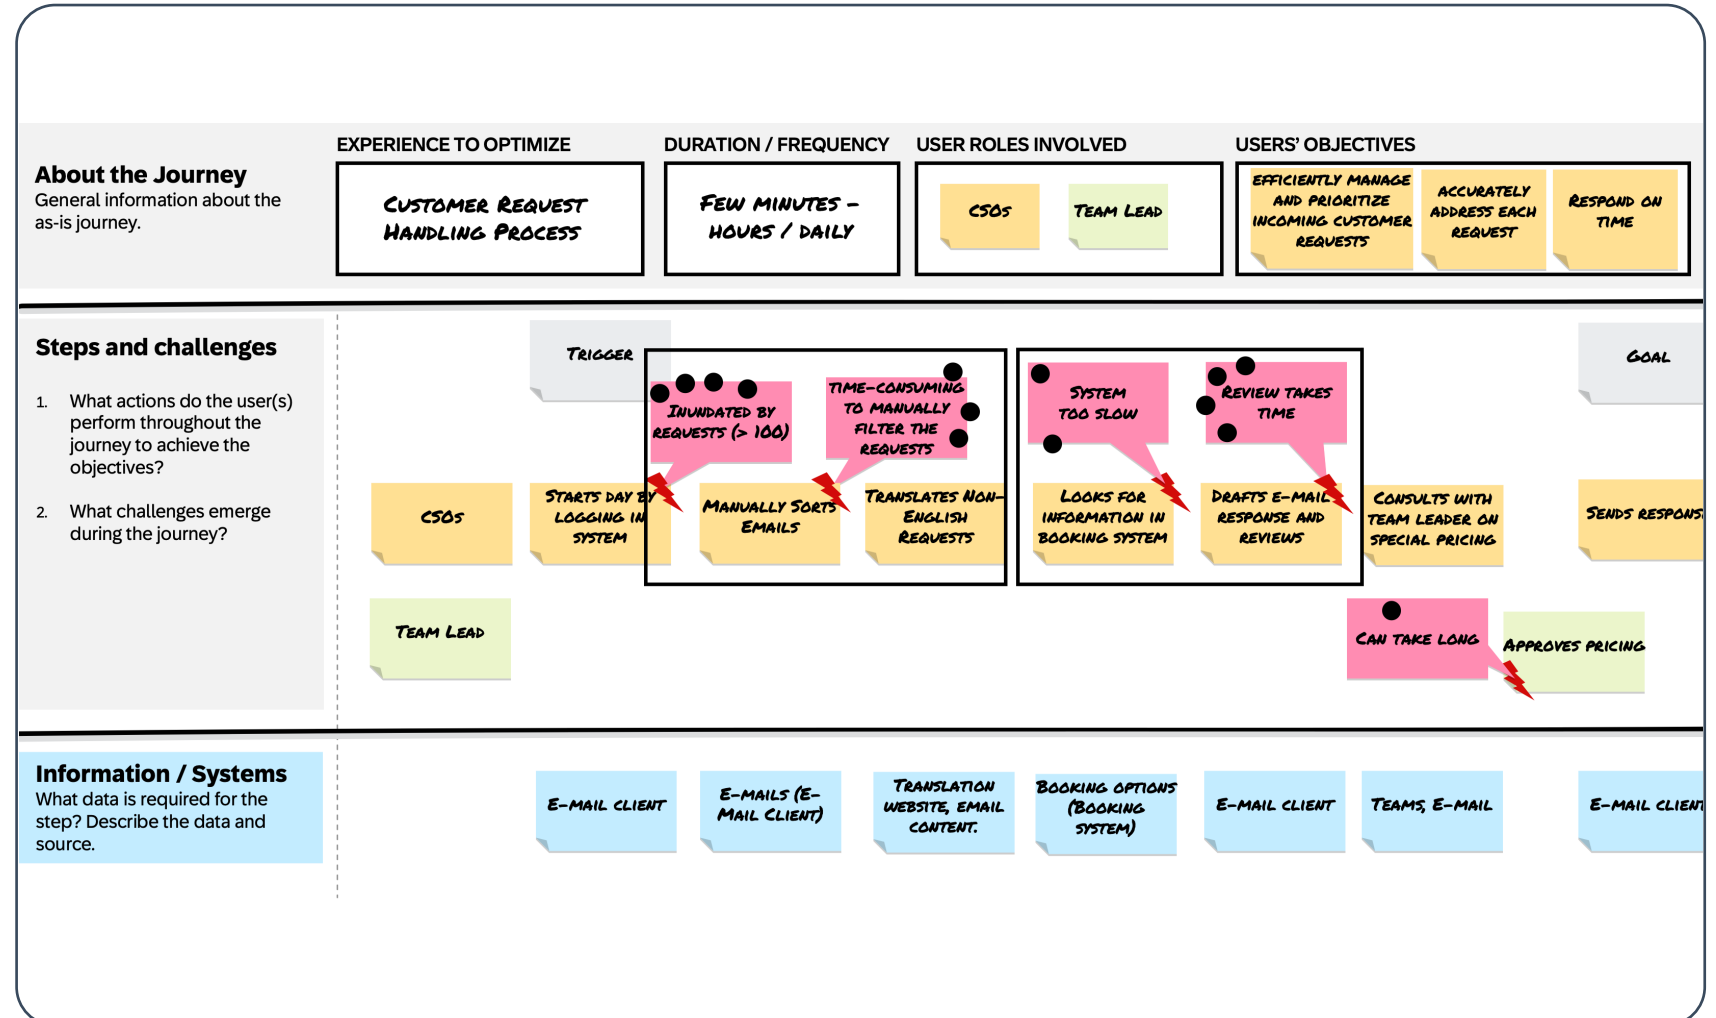 EXPERIENCE TO OPTIMIZE
DURATION / FREQUENCY
USER ROLES INVOLVED
USERS' OBJECTIVES
About the Journey
General information about the
as-is journey.
CUSTOMER REQUEST
HANDLING PROCESS
FEW MINUTES –
HOURS / DAILY
CSOs
TEAM LEAD
EFFICIENTLY MANAGE
AND PRIORITIZE
INCOMING CUSTOMER
REQUESTS
ACCURATELY
ADDRESS EACH
REQUEST
RESPOND ON
TIME
Steps and challenges
1. What actions do the user(s)
perform throughout the
journey to achieve the
objectives?
2. What challenges emerge
during the journey?
TRIGGER
GOAL
INUNDATED BY
REQUESTS (> 100)
TIME-CONSUMING
TO MANUALLY
FILTER THE
REQUESTS
SYSTEM
TOO SLOW
REVIEW TAKES
TIME
CSOs
STARTS DAY BY
LOGGING IN
SYSTEM
MANUALLY SORTS
EMAILS
TRANSLATES NON-
ENGLISH
REQUESTS
LOOKS FOR
INFORMATION IN
BOOKING SYSTEM
DRAFTS E-MAIL
RESPONSE AND
REVIEWS
CONSULTS WITH
TEAM LEADER ON
SPECIAL PRICING
SENDS RESPONS
TEAM LEAD
CAN TAKE LONG
APPROVES PRICING
Information / Systems
What data is required for the
step? Describe the data and
source.
E-MAIL CLIENT
E-MAILS (E-
MAIL CLIENT)
TRANSLATION
WEBSITE, EMAIL
CONTENT.
BOOKING OPTIONS
(BOOKING
SYSTEM)
E-MAIL CLIENT
TEAMS, E-MAIL
E-MAIL CLIENT